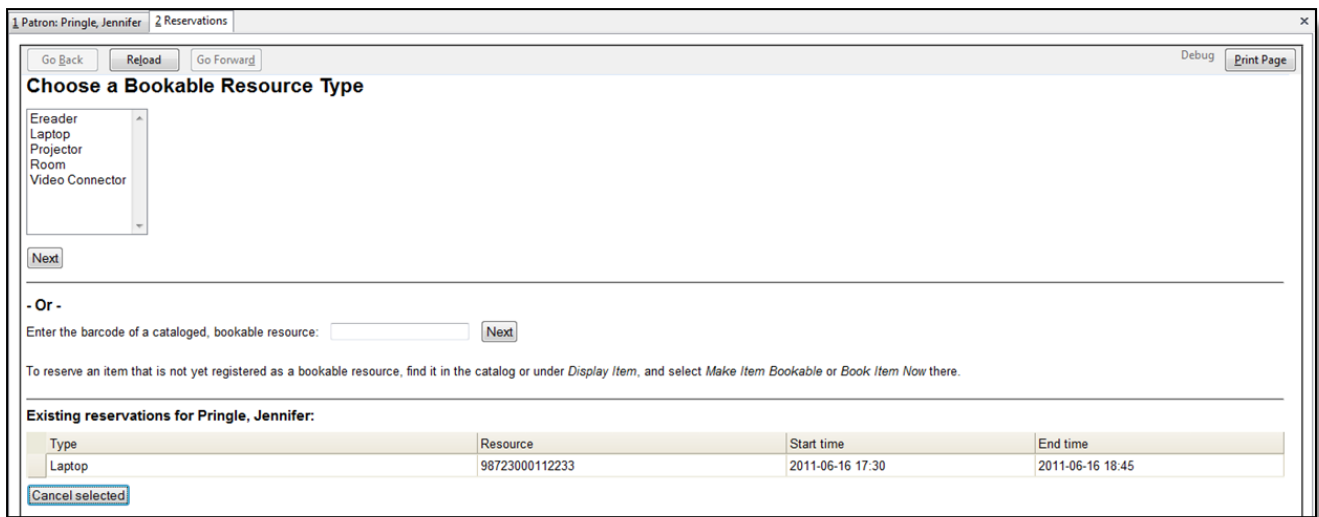 1 Patron: Pringle, Jennifer 2 Reservations
Go Back Reload Go Forward Debug Print Page
Choose a Bookable Resource Type
Ereader
Laptop
Projector
Room
Video Connector
Next
- Or -
Enter the barcode of a cataloged, bookable resource: Next
To reserve an item that is not yet registered as a bookable resource, find it in the catalog or under Display Item, and select Make Item Bookable or Book Item Now there.
Existing reservations for Pringle, Jennifer:
Type Resource Start time End time
Laptop 98723000112233 2011-06-16 17:30 2011-06-16 18:45
Cancel selected